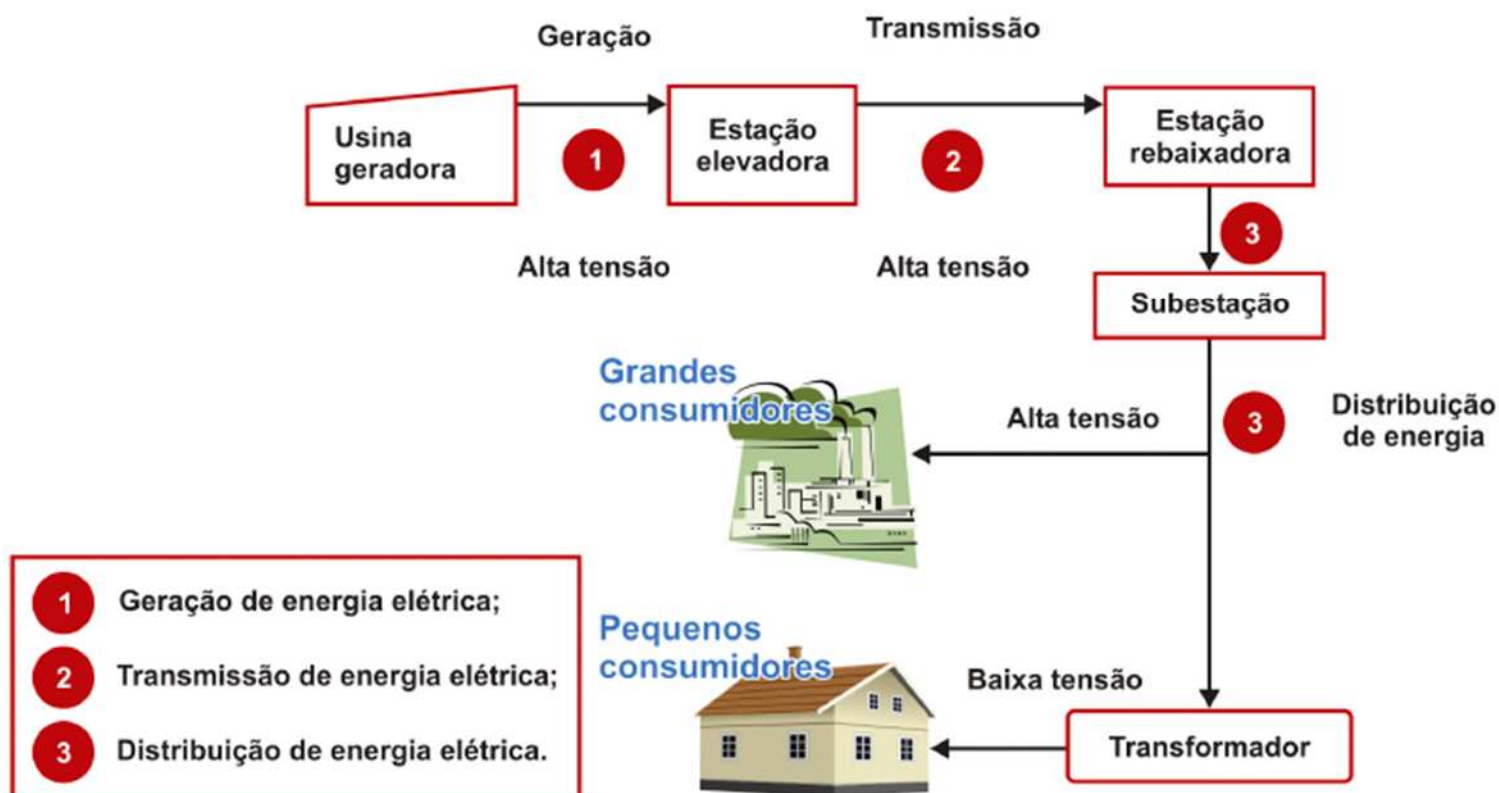 Geração
Transmissão
Usina
geradora
1
Estação
elevadora
2
Estação
rebaixadora
3
Alta tensão
Alta tensão
Subestação
Grandes
consumidores
Alta tensão
3
Distribuição
de energia
1 Geração de energia elétrica;
2 Transmissão de energia elétrica;
3 Distribuição de energia elétrica.
Pequenos
consumidores
Baixa tensão
Transformador